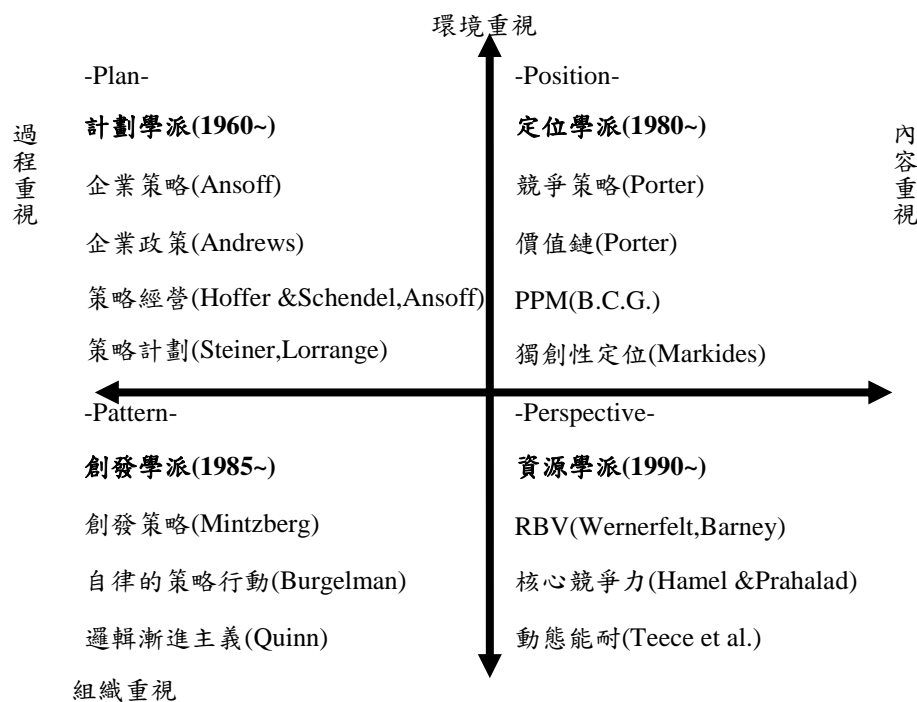 環境重視
過程重視
內容重視
-Plan-
計劃學派(1960~)
企業策略(Ansoff)
企業政策(Andrews)
策略經營(Hoffer &Schendel,Ansoff)
策略計劃(Steiner,Lorrange)
-Position-
定位學派(1980~)
競爭策略(Porter)
價值鏈(Porter)
PPM(B.C.G.)
獨創性定位(Markides)
-Pattern-
創發學派(1985~)
創發策略(Mintzberg)
自律的策略行動(Burgelman)
邏輯漸進主義(Quinn)
-Perspective-
資源學派(1990~)
RBV(Wernerfelt,Barney)
核心競爭力(Hamel &Prahalad)
動態能耐(Teece et al.)
組織重視